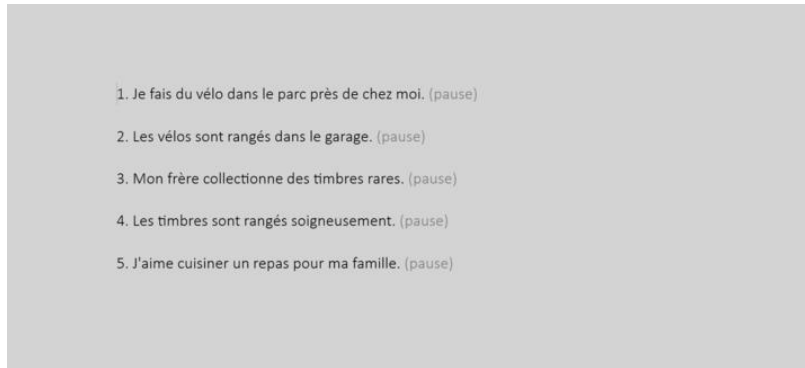 1. Je fais du vélo dans le parc près de chez moi. (pause)
2. Les vélos sont rangés dans le garage. (pause)
3. Mon frère collectionne des timbres rares. (pause)
4. Les timbres sont rangés soigneusement. (pause)
5. J'aime cuisiner un repas pour ma famille. (pause)